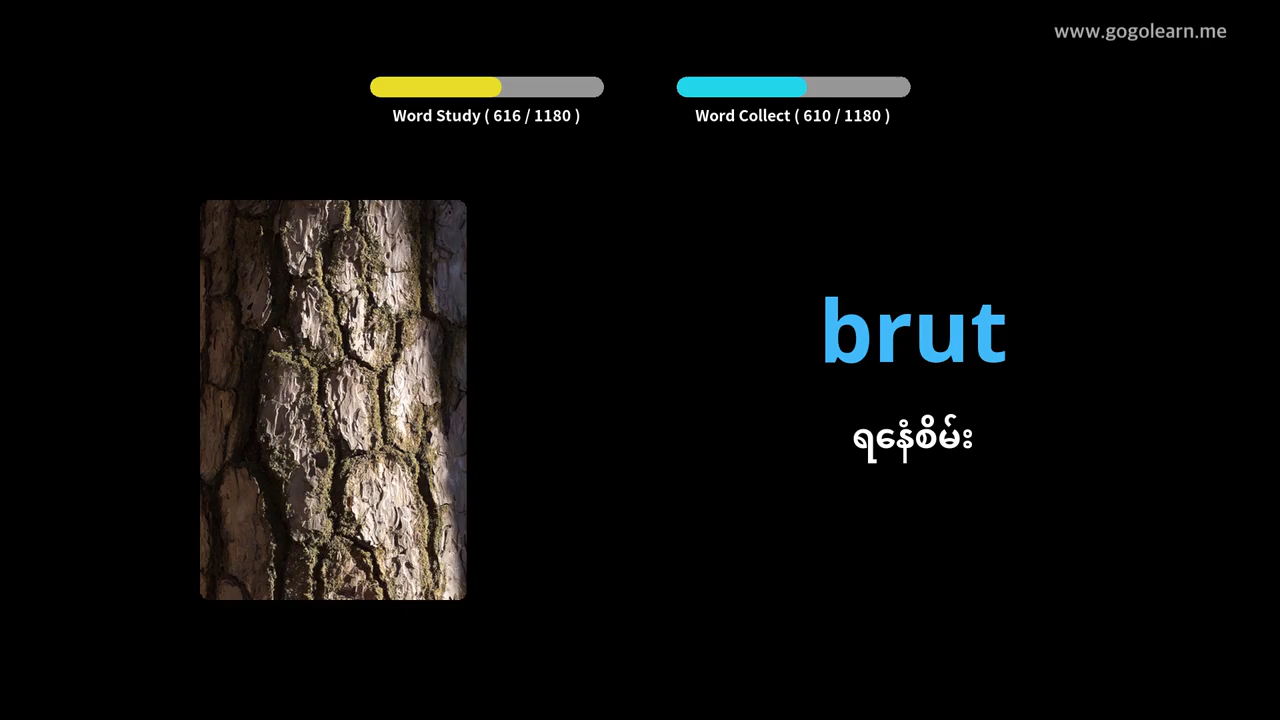 www.gogolearn.me
Word Study ( 616 / 1180 )
Word Collect ( 610 / 1180 )
brut
ရေနံစိမ်း